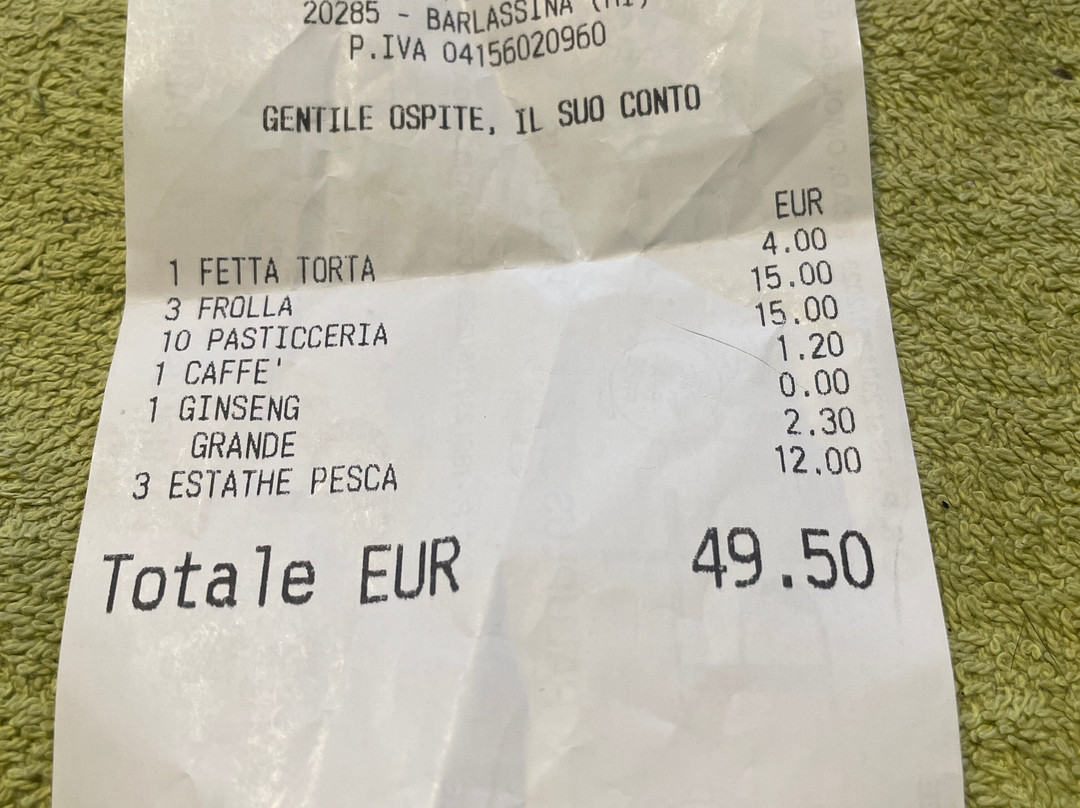 20285 - BARLASSINA (MI)
P.IVA 04156020960
GENTILE OSPITE, IL SUO CONTO
EUR
1 FETTA TORTA 4.00
3 FROLLA 15.00
10 PASTICCERIA 15.00
1 CAFFE' 1.20
1 GINSENG 0.00
GRANDE 2.30
3 ESTATHE PESCA 12.00
Totale EUR 49.50